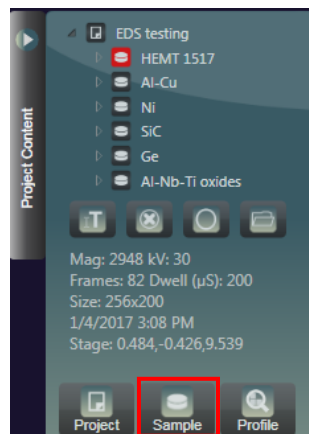 Project Content
EDS testing
HEMT 1517
Al-Cu
Ni
SiC
Ge
Al-Nb-Ti oxides
T
Mag: 2948 kV: 30
Frames: 82 Dwell (µS): 200
Size: 256x200
1/4/2017 3:08 PM
Stage: 0.484,-0.426,9.539
Project Sample Profile